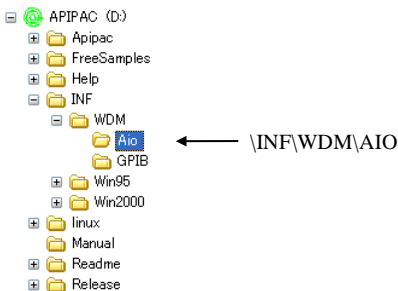 APIPAC (D:)
Apipac
FreeSamples
Help
INF
WDM
Aio \INF\WDM\AIO
GPIB
Win95
Win2000
linux
Manual
Readme
Release